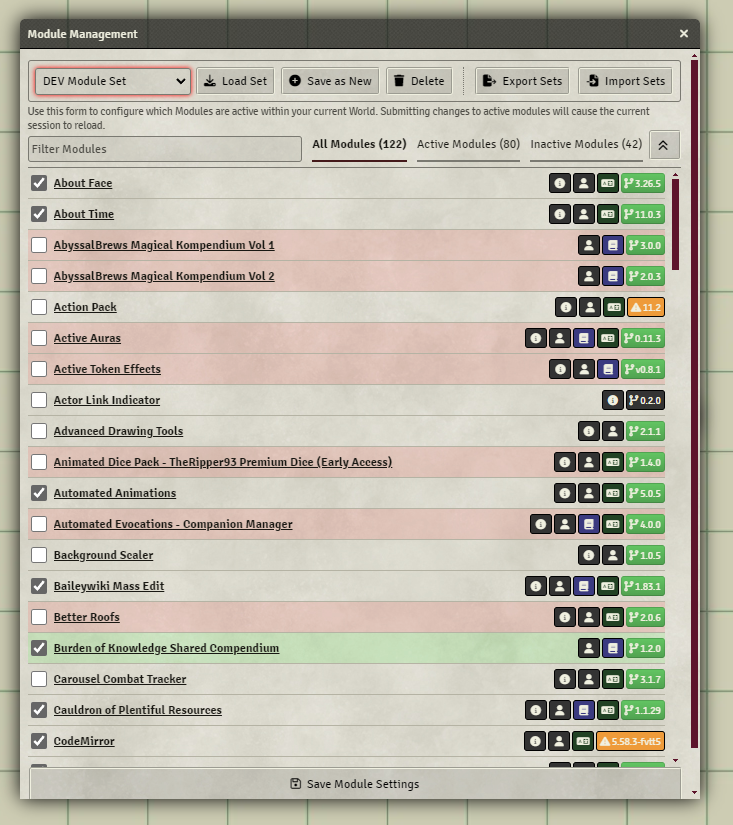 Module Management
DEV Module Set Load Set Save as New Delete Export Sets Import Sets
Use this form to configure which Modules are active within your current World. Submitting changes to active modules will cause the current
session to reload.
Filter Modules All Modules (122) Active Modules (80) Inactive Modules (42)
About Face 3.26.5
About Time 11.0.3
AbyssalBrews Magical Kompendium Vol 1 3.0.0
AbyssalBrews Magical Kompendium Vol 2 2.0.3
Action Pack 11.2
Active Auras 0.11.3
Active Token Effects v0.8.1
Actor Link Indicator 0.2.0
Advanced Drawing Tools 2.1.1
Animated Dice Pack - TheRipper93 Premium Dice (Early Access) 1.4.0
Automated Animations 5.0.5
Automated Evocations - Companion Manager 4.0.0
Background Scaler 1.0.5
Baileywiki Mass Edit 1.83.1
Better Roofs 2.0.6
Burden of Knowledge Shared Compendium 1.2.0
Carousel Combat Tracker 3.1.7
Cauldron of Plentiful Resources 1.1.29
CodeMirror 5.58.3-fvtt5
Save Module Settings